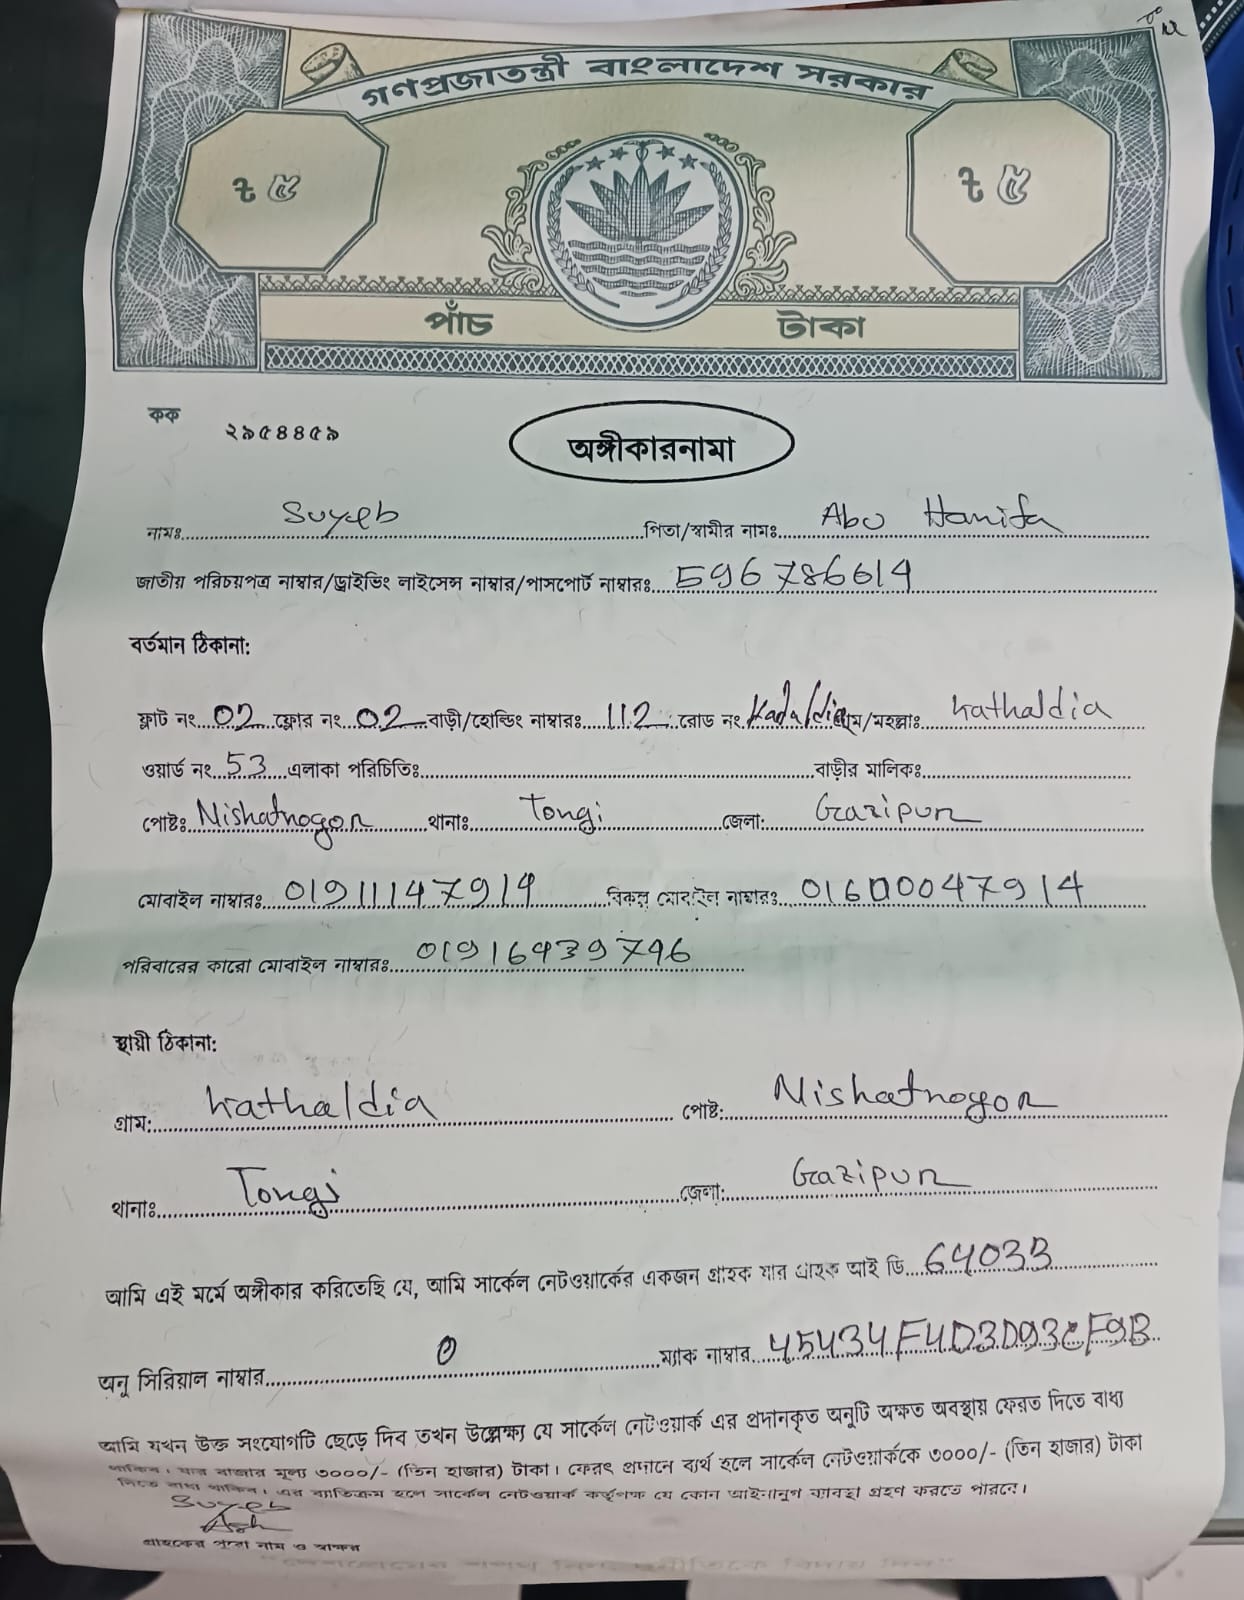 গণপ্রজাতন্ত্রী বাংলাদেশ সরকার
৳ ৫ ৳ ৫
পাঁচ টাকা
কক
২৯৫৪৪৫৯
অঙ্গীকারনামা
নামঃ Suyeb পিতা/স্বামীর নামঃ Abu Hanifa
জাতীয় পরিচয়পত্র নাম্বার/ড্রাইভিং লাইসেন্স নাম্বার/পাসপোর্ট নাম্বারঃ 596786614
বর্তমান ঠিকানা:
ফ্লাট নং 02 ফ্লোর নং 02 বাড়ী/হোল্ডিং নাম্বারঃ 112 রোড নং Kadaldia গ্রাম/মহল্লাঃ Kathaldia
ওয়ার্ড নং 53 এলাকা পরিচিতিঃ বাড়ীর মালিকঃ
পোষ্টঃ Nishatnogor থানাঃ Tongi জেলা: Gazipur
মোবাইল নাম্বারঃ 01911147914 বিকল্প মোবাইল নাম্বারঃ 01600047914
পরিবারের কারো মোবাইল নাম্বারঃ 01916439746
স্থায়ী ঠিকানা:
গ্রাম: Kathaldia পোষ্ট: Nishatnogor
থানাঃ Tongi জেলা: Gazipur
আমি এই মর্মে অঙ্গীকার করিতেছি যে, আমি সার্কেল নেটওয়ার্কের একজন গ্রাহক যার গ্রাহক আই ডি 64033
অনু সিরিয়াল নাম্বার 0 ম্যাক নাম্বার 45434F4D3D93CF9B
আমি যখন উক্ত সংযোগটি ছেড়ে দিব তখন উল্লেক্ষ্য যে সার্কেল নেটওয়ার্ক এর প্রদানকৃত অনুটি অক্ষত অবস্থায় ফেরত দিতে বাধ্য
থাকিব। যার বাজার মূল্য ৩০০০/- (তিন হাজার) টাকা। ফেরৎ প্রদানে ব্যর্থ হলে সার্কেল নেটওয়ার্ককে ৩০০০/- (তিন হাজার) টাকা
দিতে বাধ্য থাকিব। এর ব্যতিক্রম হলে সার্কেল নেটওয়ার্ক কর্তৃপক্ষ যে কোন আইনানুগ ব্যবস্থা গ্রহণ করতে পারবে।
Suyeb
গ্রাহকের পুরো নাম ও স্বাক্ষর